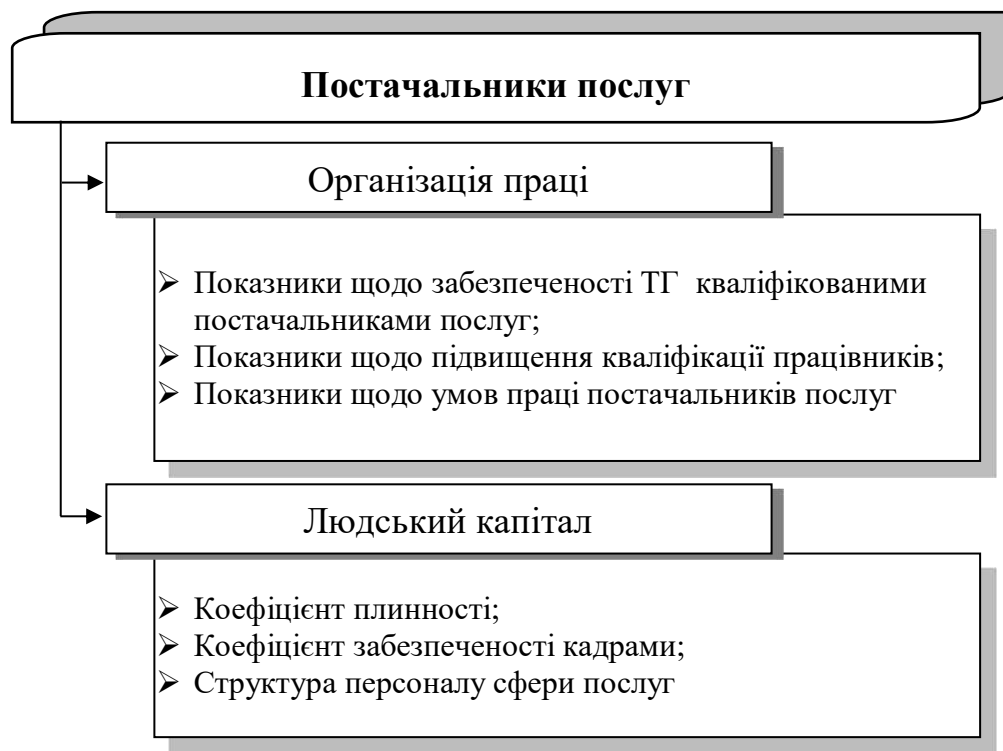 Постачальники послуг
Організація праці
➢ Показники щодо забезпеченості ТГ кваліфікованими
постачальниками послуг;
➢ Показники щодо підвищення кваліфікації працівників;
➢ Показники щодо умов праці постачальників послуг
Людський капітал
➢ Коефіцієнт плинності;
➢ Коефіцієнт забезпеченості кадрами;
➢ Структура персоналу сфери послуг